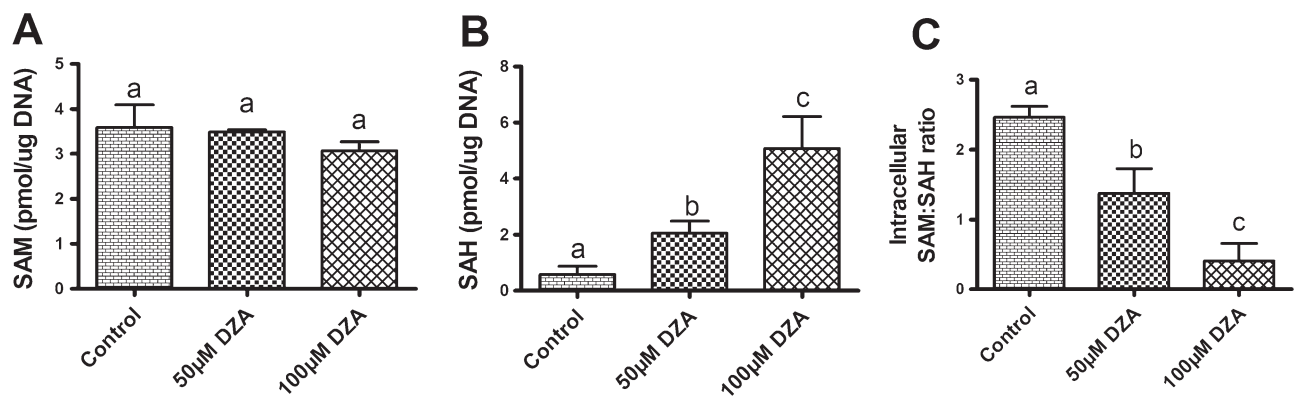 A
SAM (pmol/ug DNA)
5
4
3
2
1
0
a
a
a
Control
50µM DZA
100µM DZA
B
SAH (pmol/ug DNA)
8
6
4
2
0
a
b
c
Control
50µM DZA
100µM DZA
C
Intracellular
SAM:SAH ratio
3
2
1
0
a
b
c
Control
50µM DZA
100µM DZA